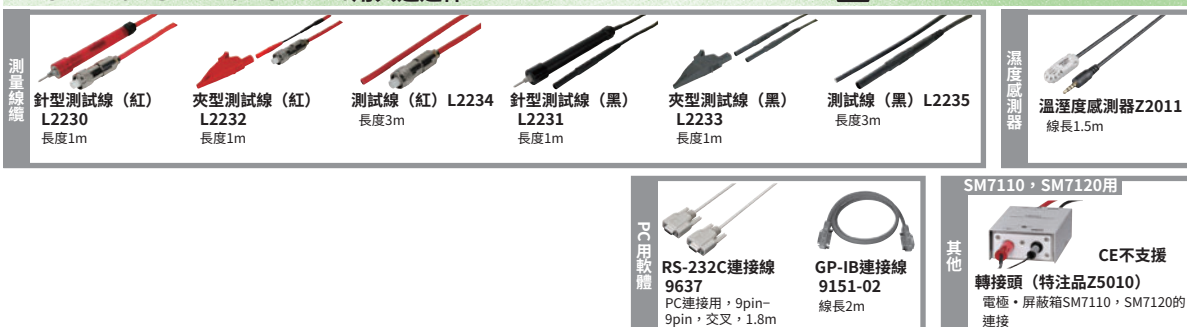 測量線纜
針型測試線（紅）
L2230
長度1m
夾型測試線（紅）
L2232
長度1m
測試線（紅）L2234
長度3m
針型測試線（黑）
L2231
長度1m
夾型測試線（黑）
L2233
長度1m
測試線（黑）L2235
長度3m
濕度感測器
溫溼度感測器Z2011
線長1.5m
PC用軟體
RS-232C連接線
9637
PC連接用，9pin–
9pin，交叉，1.8m
GP-IB連接線
9151-02
線長2m
其他
SM7110，SM7120用
CE不支援
轉接頭（特注品Z5010）
電極・屏蔽箱SM7110，SM7120的
連接